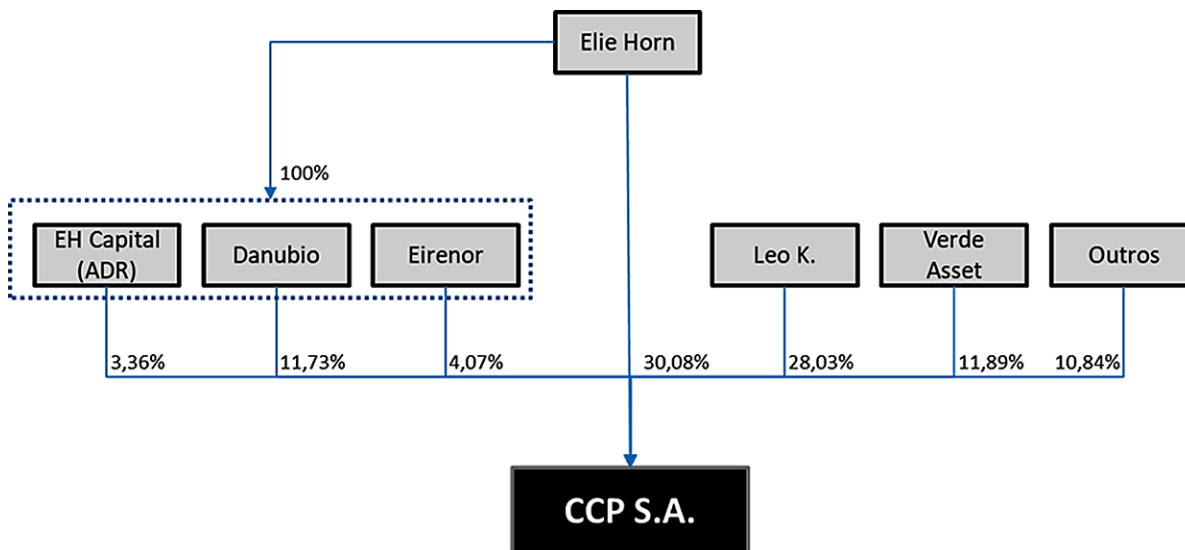 Elie Horn
100%
EH Capital
(ADR)
Danubio
Eirenor
Leo K.
Verde
Asset
Outros
3,36%
11,73%
4,07%
30,08%
28,03%
11,89%
10,84%
CCP S.A.